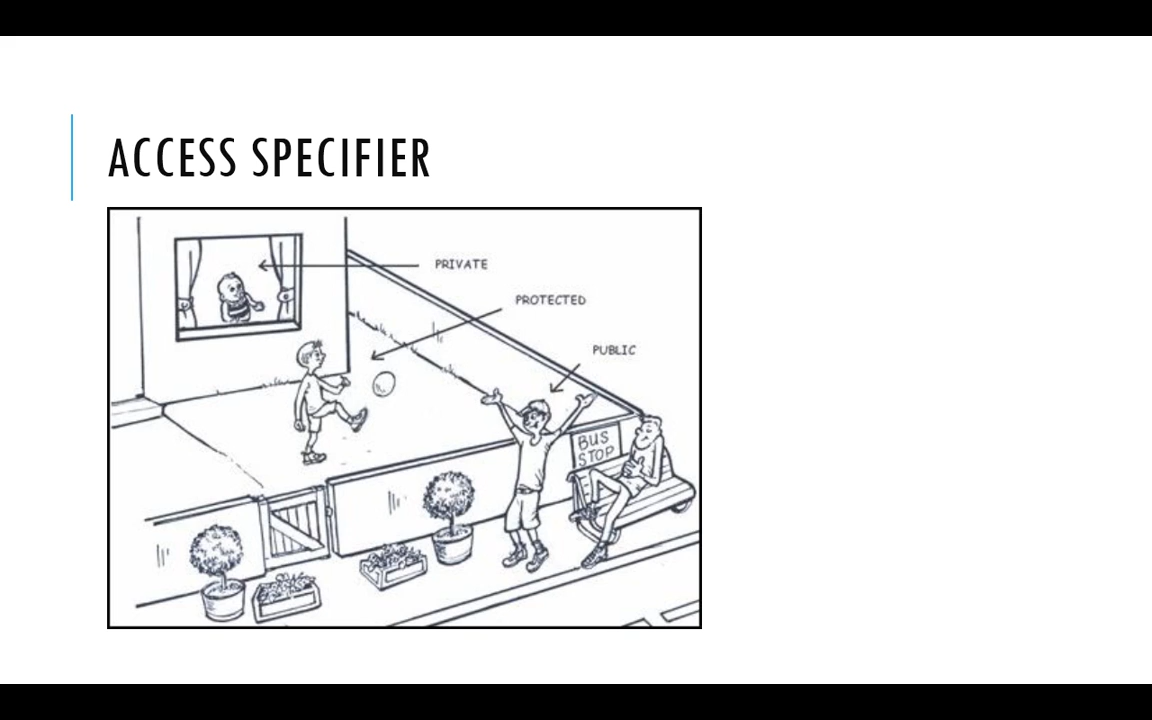 ACCESS SPECIFIER
PRIVATE
PROTECTED
PUBLIC
BUS
STOP